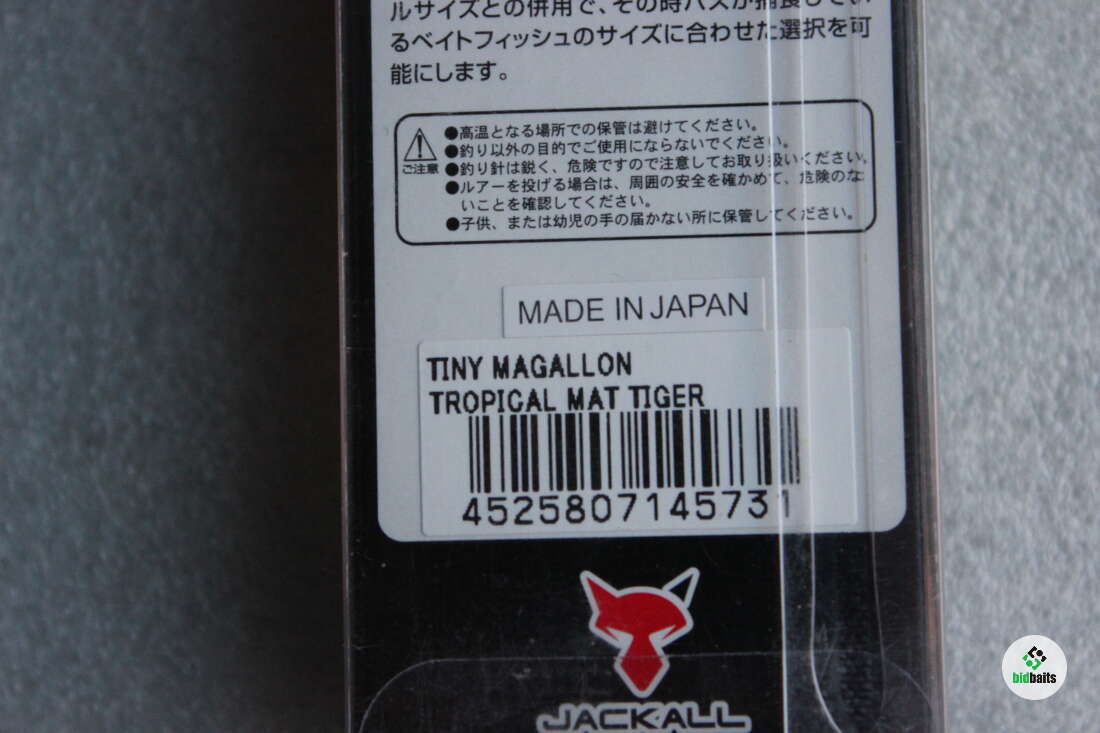 ルサイズとの併用で、その時バスが捕食してい
るベイトフィッシュのサイズに合わせた選択を可
能にします。
ご注意
●高温となる場所での保管は避けてください。
●釣り以外の目的でご使用にならないでください。
●釣り針は鋭く、危険ですので注意してお取り扱いください。
●ルアーを投げる場合は、周囲の安全を確かめて、危険のな
いことを確認してください。
●子供、または幼児の手の届かない所に保管してください。
MADE IN JAPAN
TINY MAGALLON
TROPICAL MAT TIGER
4525807145731
JACKALL
bidbaits